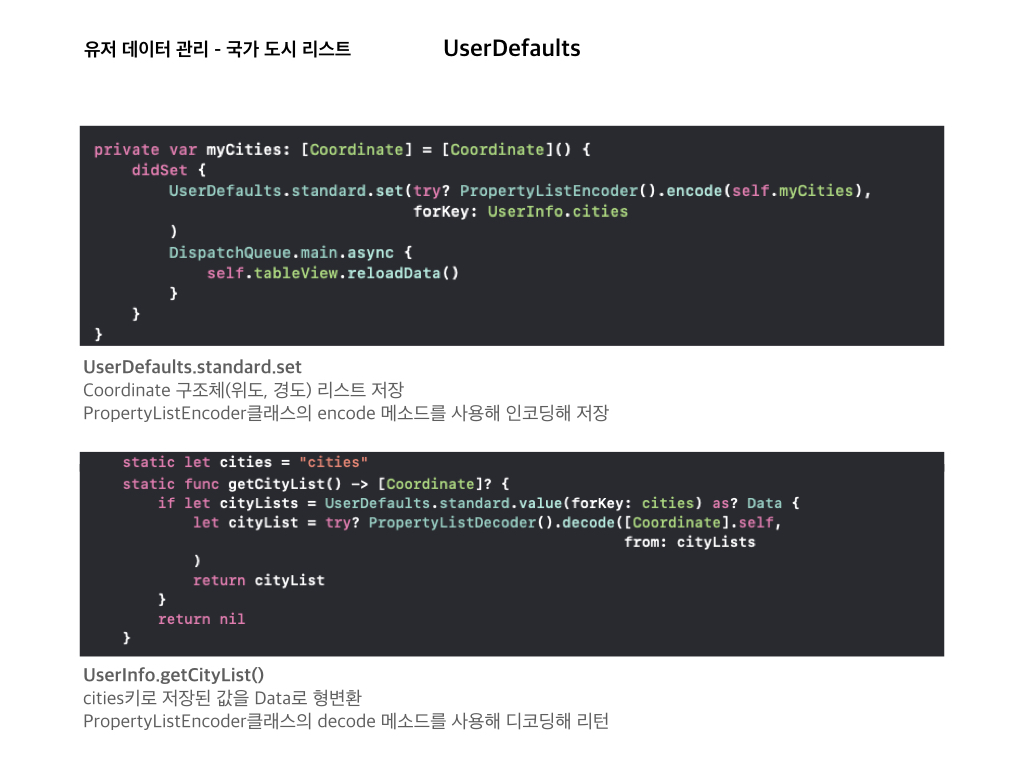 유저 데이터 관리 - 국가 도시 리스트
UserDefaults
private var myCities: [Coordinate] = [Coordinate]() {
    didSet {
        UserDefaults.standard.set(try? PropertyListEncoder().encode(self.myCities),
                                  forKey: UserInfo.cities
        )
        DispatchQueue.main.async {
            self.tableView.reloadData()
        }
    }
}
UserDefaults.standard.set
Coordinate 구조체(위도, 경도) 리스트 저장
PropertyListEncoder클래스의 encode 메소드를 사용해 인코딩해 저장
static let cities = "cities"
static func getCityList() -> [Coordinate]? {
    if let cityLists = UserDefaults.standard.value(forKey: cities) as? Data {
        let cityList = try? PropertyListDecoder().decode([Coordinate].self,
                                                         from: cityLists
        )
        return cityList
    }
    return nil
}
UserInfo.getCityList()
cities키로 저장된 값을 Data로 형변환
PropertyListEncoder클래스의 decode 메소드를 사용해 디코딩해 리턴